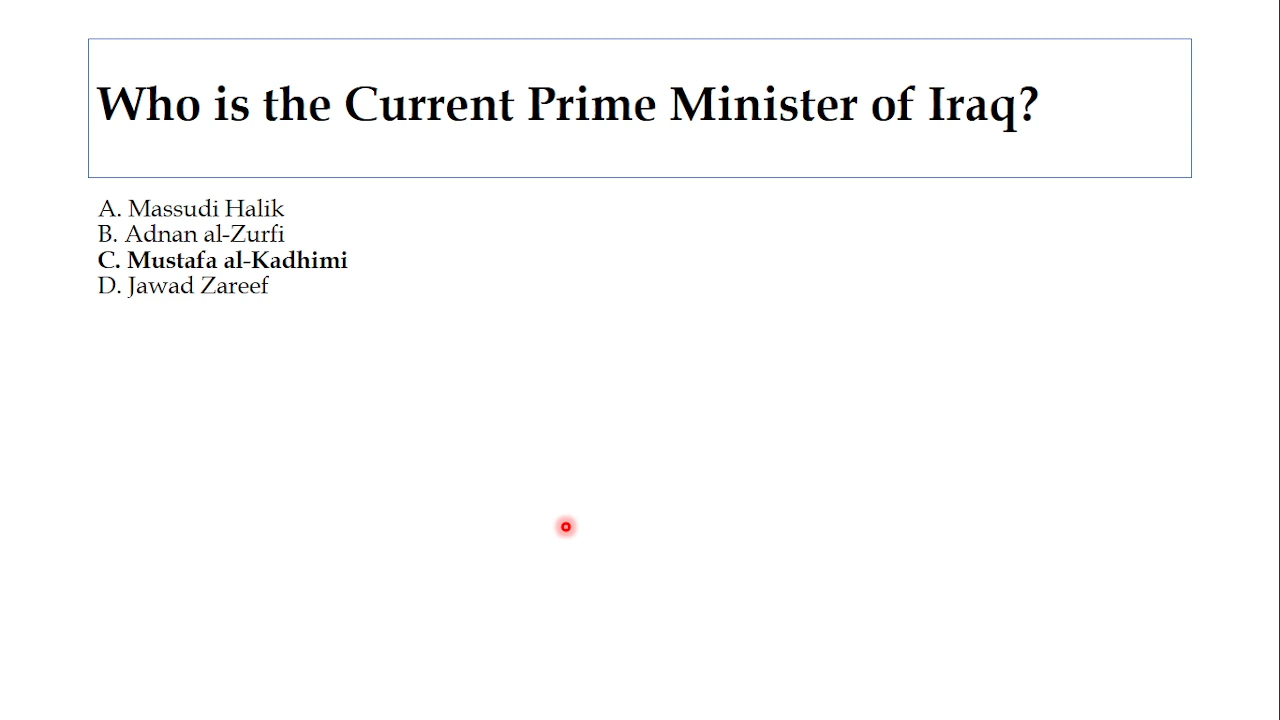 Who is the Current Prime Minister of Iraq?
A. Massudi Halik
B. Adnan al-Zurfi
C. Mustafa al-Kadhimi
D. Jawad Zareef